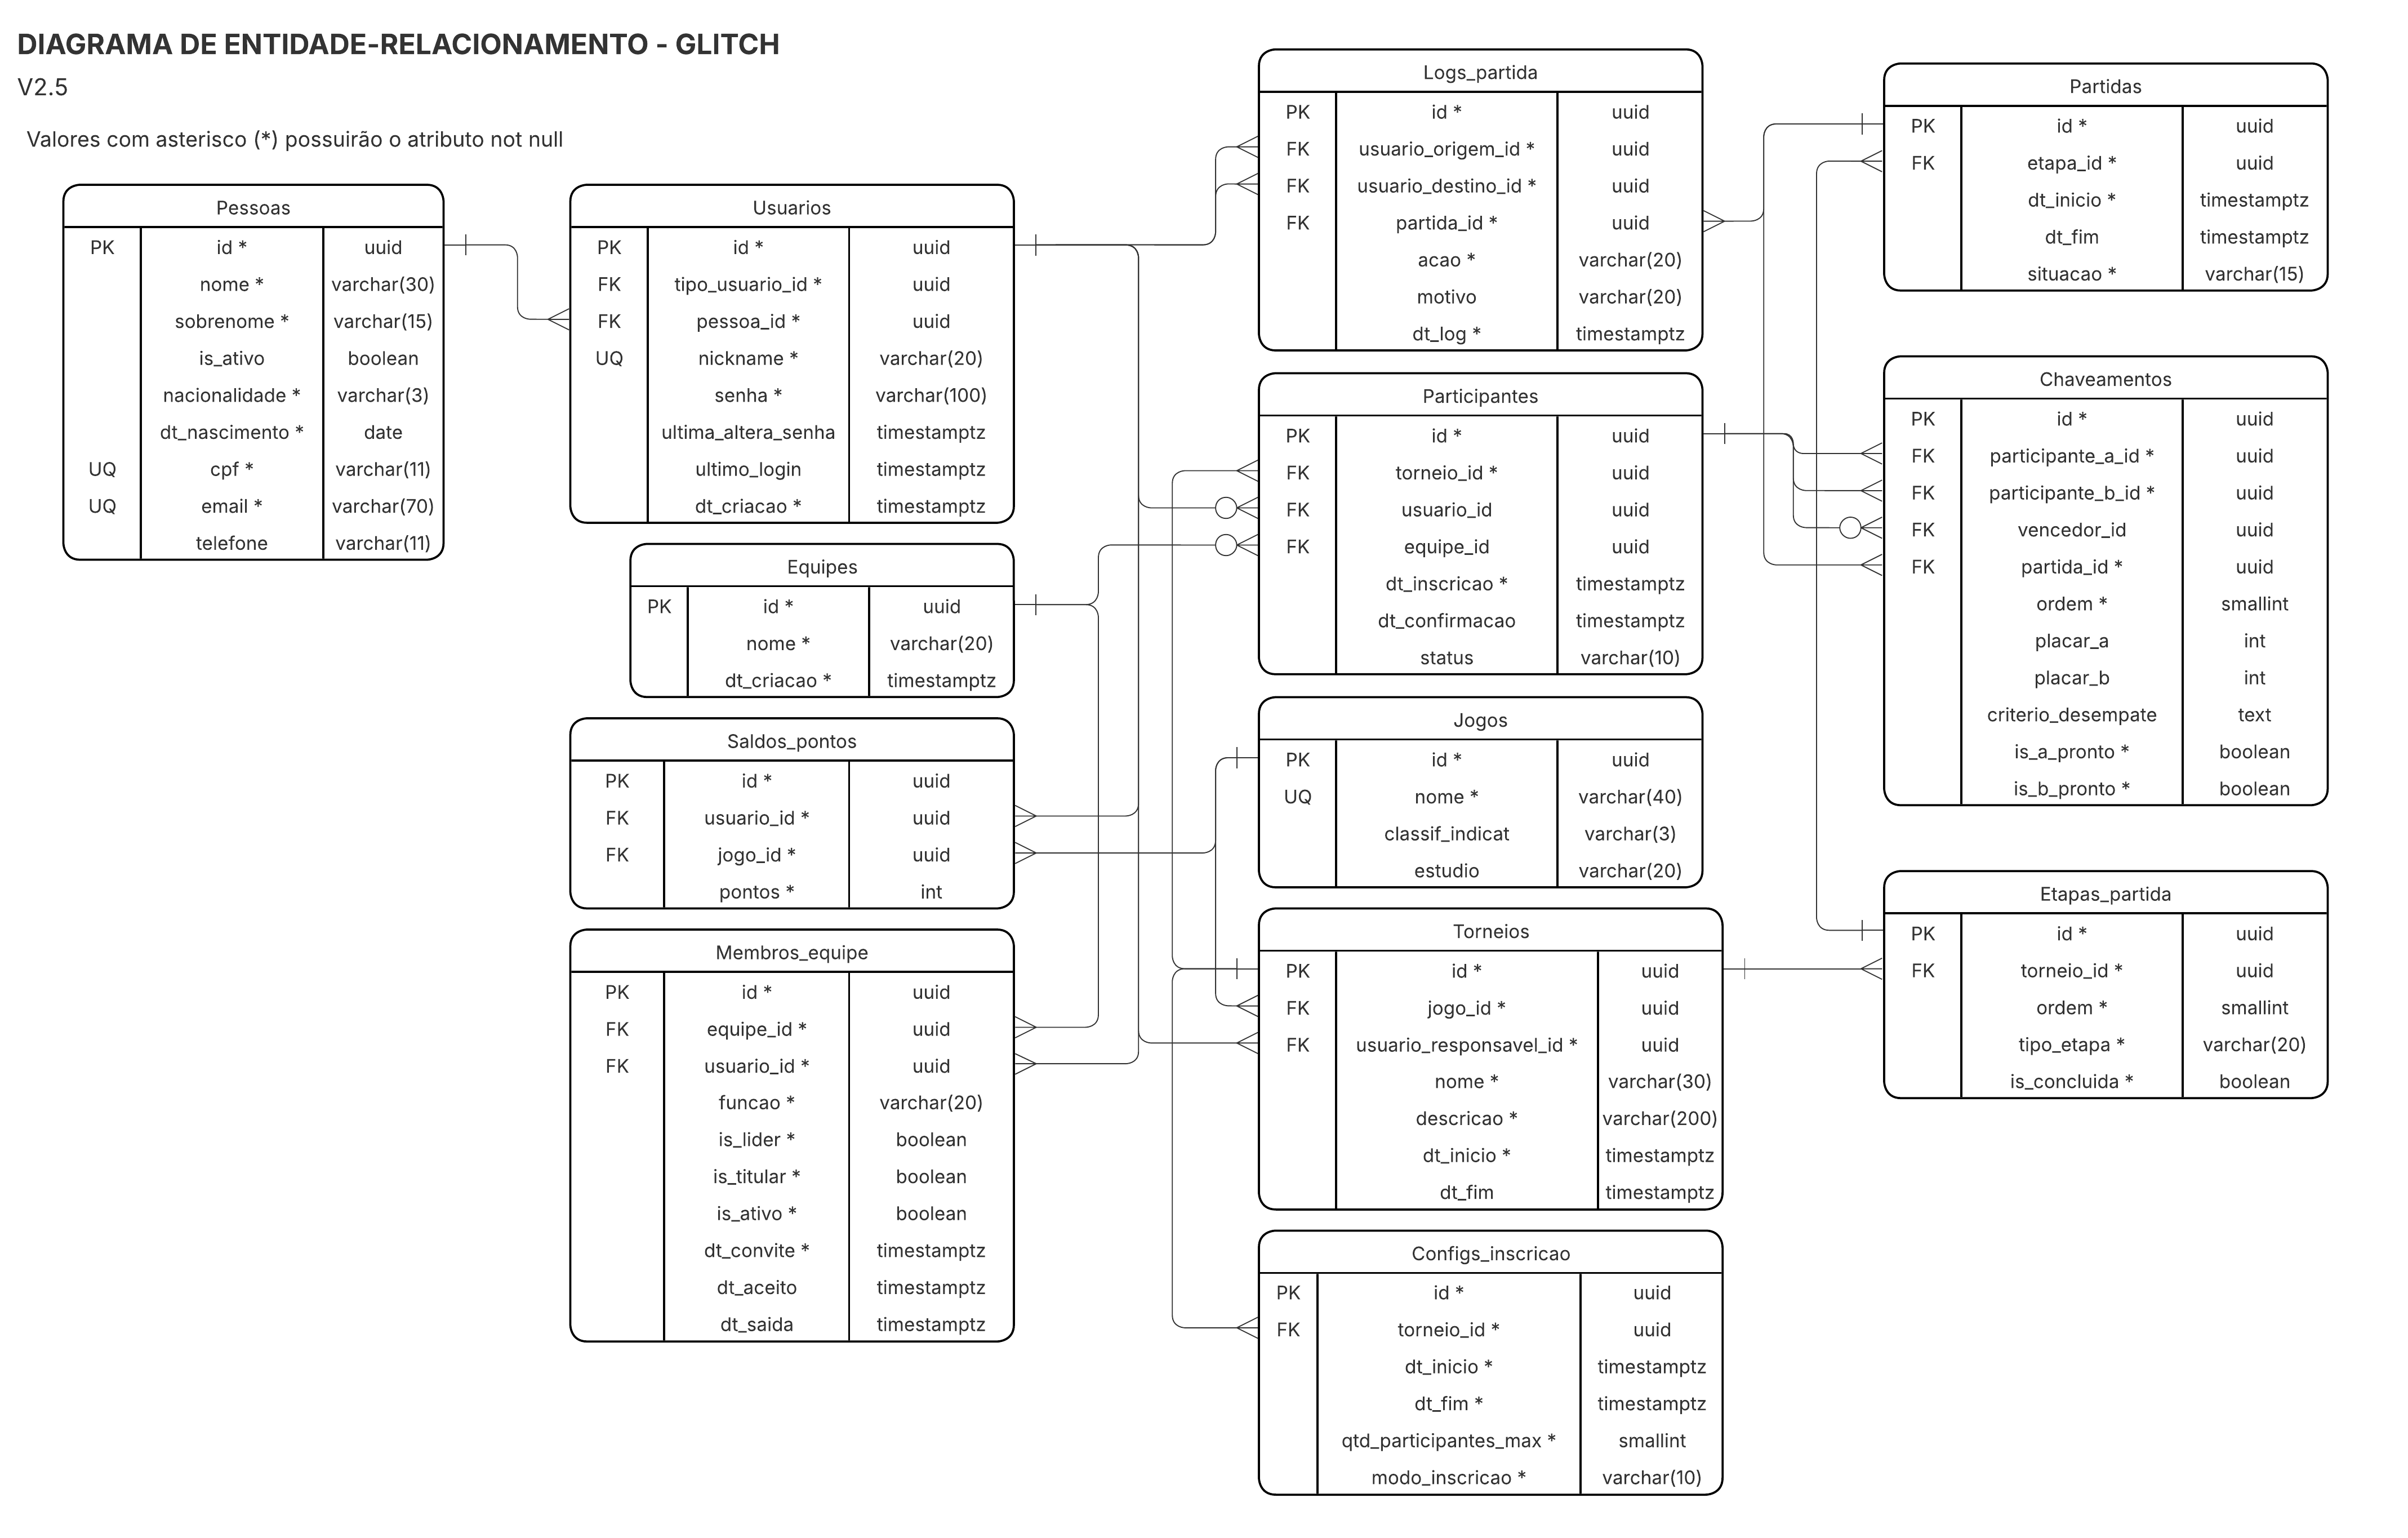 DIAGRAMA DE ENTIDADE-RELACIONAMENTO - GLITCH
V2.5
Valores com asterisco (*) possuirão o atributo not null
Pessoas
PK id * uuid
nome * varchar(30)
sobrenome * varchar(15)
is_ativo boolean
nacionalidade * varchar(3)
dt_nascimento * date
UQ cpf * varchar(11)
UQ email * varchar(70)
telefone varchar(11)
Usuarios
PK id * uuid
FK tipo_usuario_id * uuid
FK pessoa_id * uuid
UQ nickname * varchar(20)
senha * varchar(100)
ultima_altera_senha timestamptz
ultimo_login timestamptz
dt_criacao * timestamptz
Equipes
PK id * uuid
nome * varchar(20)
dt_criacao * timestamptz
Saldos_pontos
PK id * uuid
FK usuario_id * uuid
FK jogo_id * uuid
pontos * int
Membros_equipe
PK id * uuid
FK equipe_id * uuid
FK usuario_id * uuid
funcao * varchar(20)
is_lider * boolean
is_titular * boolean
is_ativo * boolean
dt_convite * timestamptz
dt_aceito timestamptz
dt_saida timestamptz
Logs_partida
PK id * uuid
FK usuario_origem_id * uuid
FK usuario_destino_id * uuid
FK partida_id * uuid
acao * varchar(20)
motivo varchar(20)
dt_log * timestamptz
Participantes
PK id * uuid
FK torneio_id * uuid
FK usuario_id uuid
FK equipe_id uuid
dt_inscricao * timestamptz
dt_confirmacao timestamptz
status varchar(10)
Jogos
PK id * uuid
UQ nome * varchar(40)
classif_indicat varchar(3)
estudio varchar(20)
Torneios
PK id * uuid
FK jogo_id * uuid
FK usuario_responsavel_id * uuid
nome * varchar(30)
descricao * varchar(200)
dt_inicio * timestamptz
dt_fim timestamptz
Configs_inscricao
PK id * uuid
FK torneio_id * uuid
dt_inicio * timestamptz
dt_fim * timestamptz
qtd_participantes_max * smallint
modo_inscricao * varchar(10)
Partidas
PK id * uuid
FK etapa_id * uuid
dt_inicio * timestamptz
dt_fim timestamptz
situacao * varchar(15)
Chaveamentos
PK id * uuid
FK participante_a_id * uuid
FK participante_b_id * uuid
FK vencedor_id uuid
FK partida_id * uuid
ordem * smallint
placar_a int
placar_b int
criterio_desempate text
is_a_pronto * boolean
is_b_pronto * boolean
Etapas_partida
PK id * uuid
FK torneio_id * uuid
ordem * smallint
tipo_etapa * varchar(20)
is_concluida * boolean